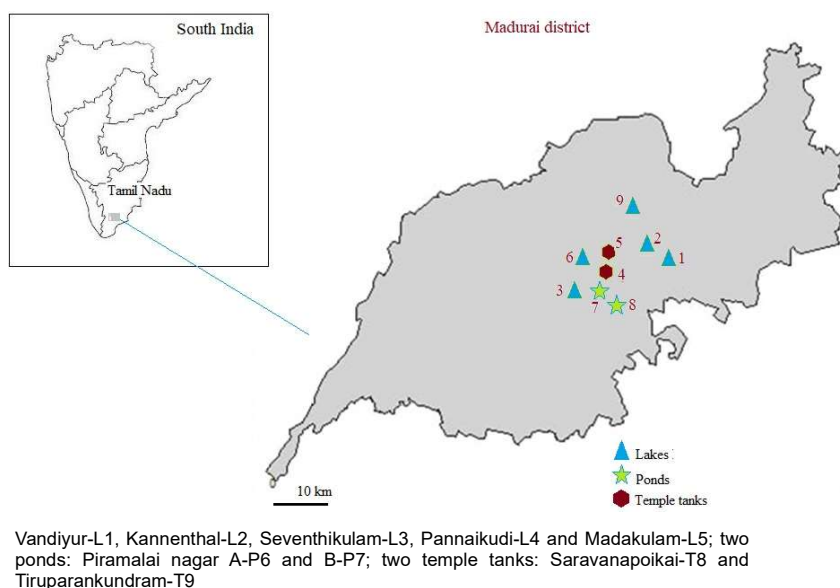 South India
Madurai district
Tamil Nadu
9
5
2
6
1
4
3
7
8
Lakes
Ponds
Temple tanks
10 km
Vandiyur-L1, Kannenthal-L2, Seventhikulam-L3, Pannaikudi-L4 and Madakulam-L5; two
ponds: Piramalai nagar A-P6 and B-P7; two temple tanks: Saravanapoikai-T8 and
Tiruparankundram-T9